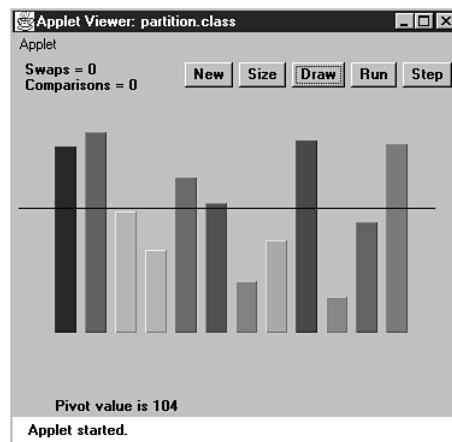 Applet Viewer: partition.class
Applet
Swaps = 0
Comparisons = 0
New Size Draw Run Step
Pivot value is 104
Applet started.